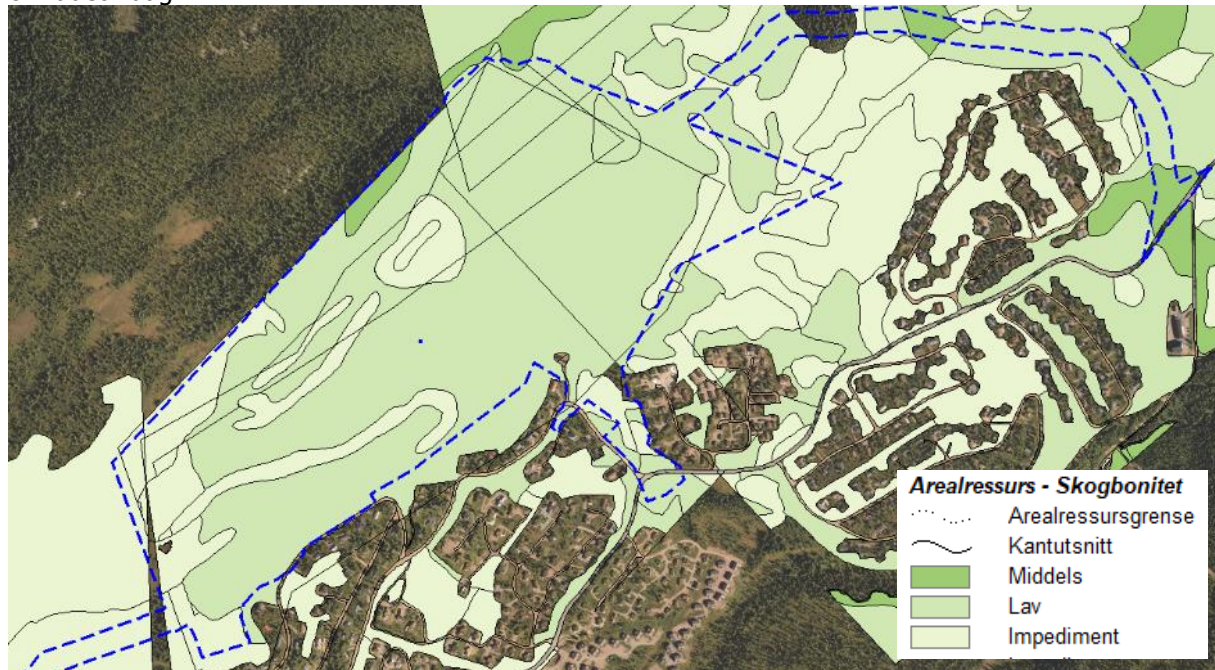 Arealressurs - Skogbonitet
Arealressursgrense
Kantutsnitt
Middels
Lav
Impediment